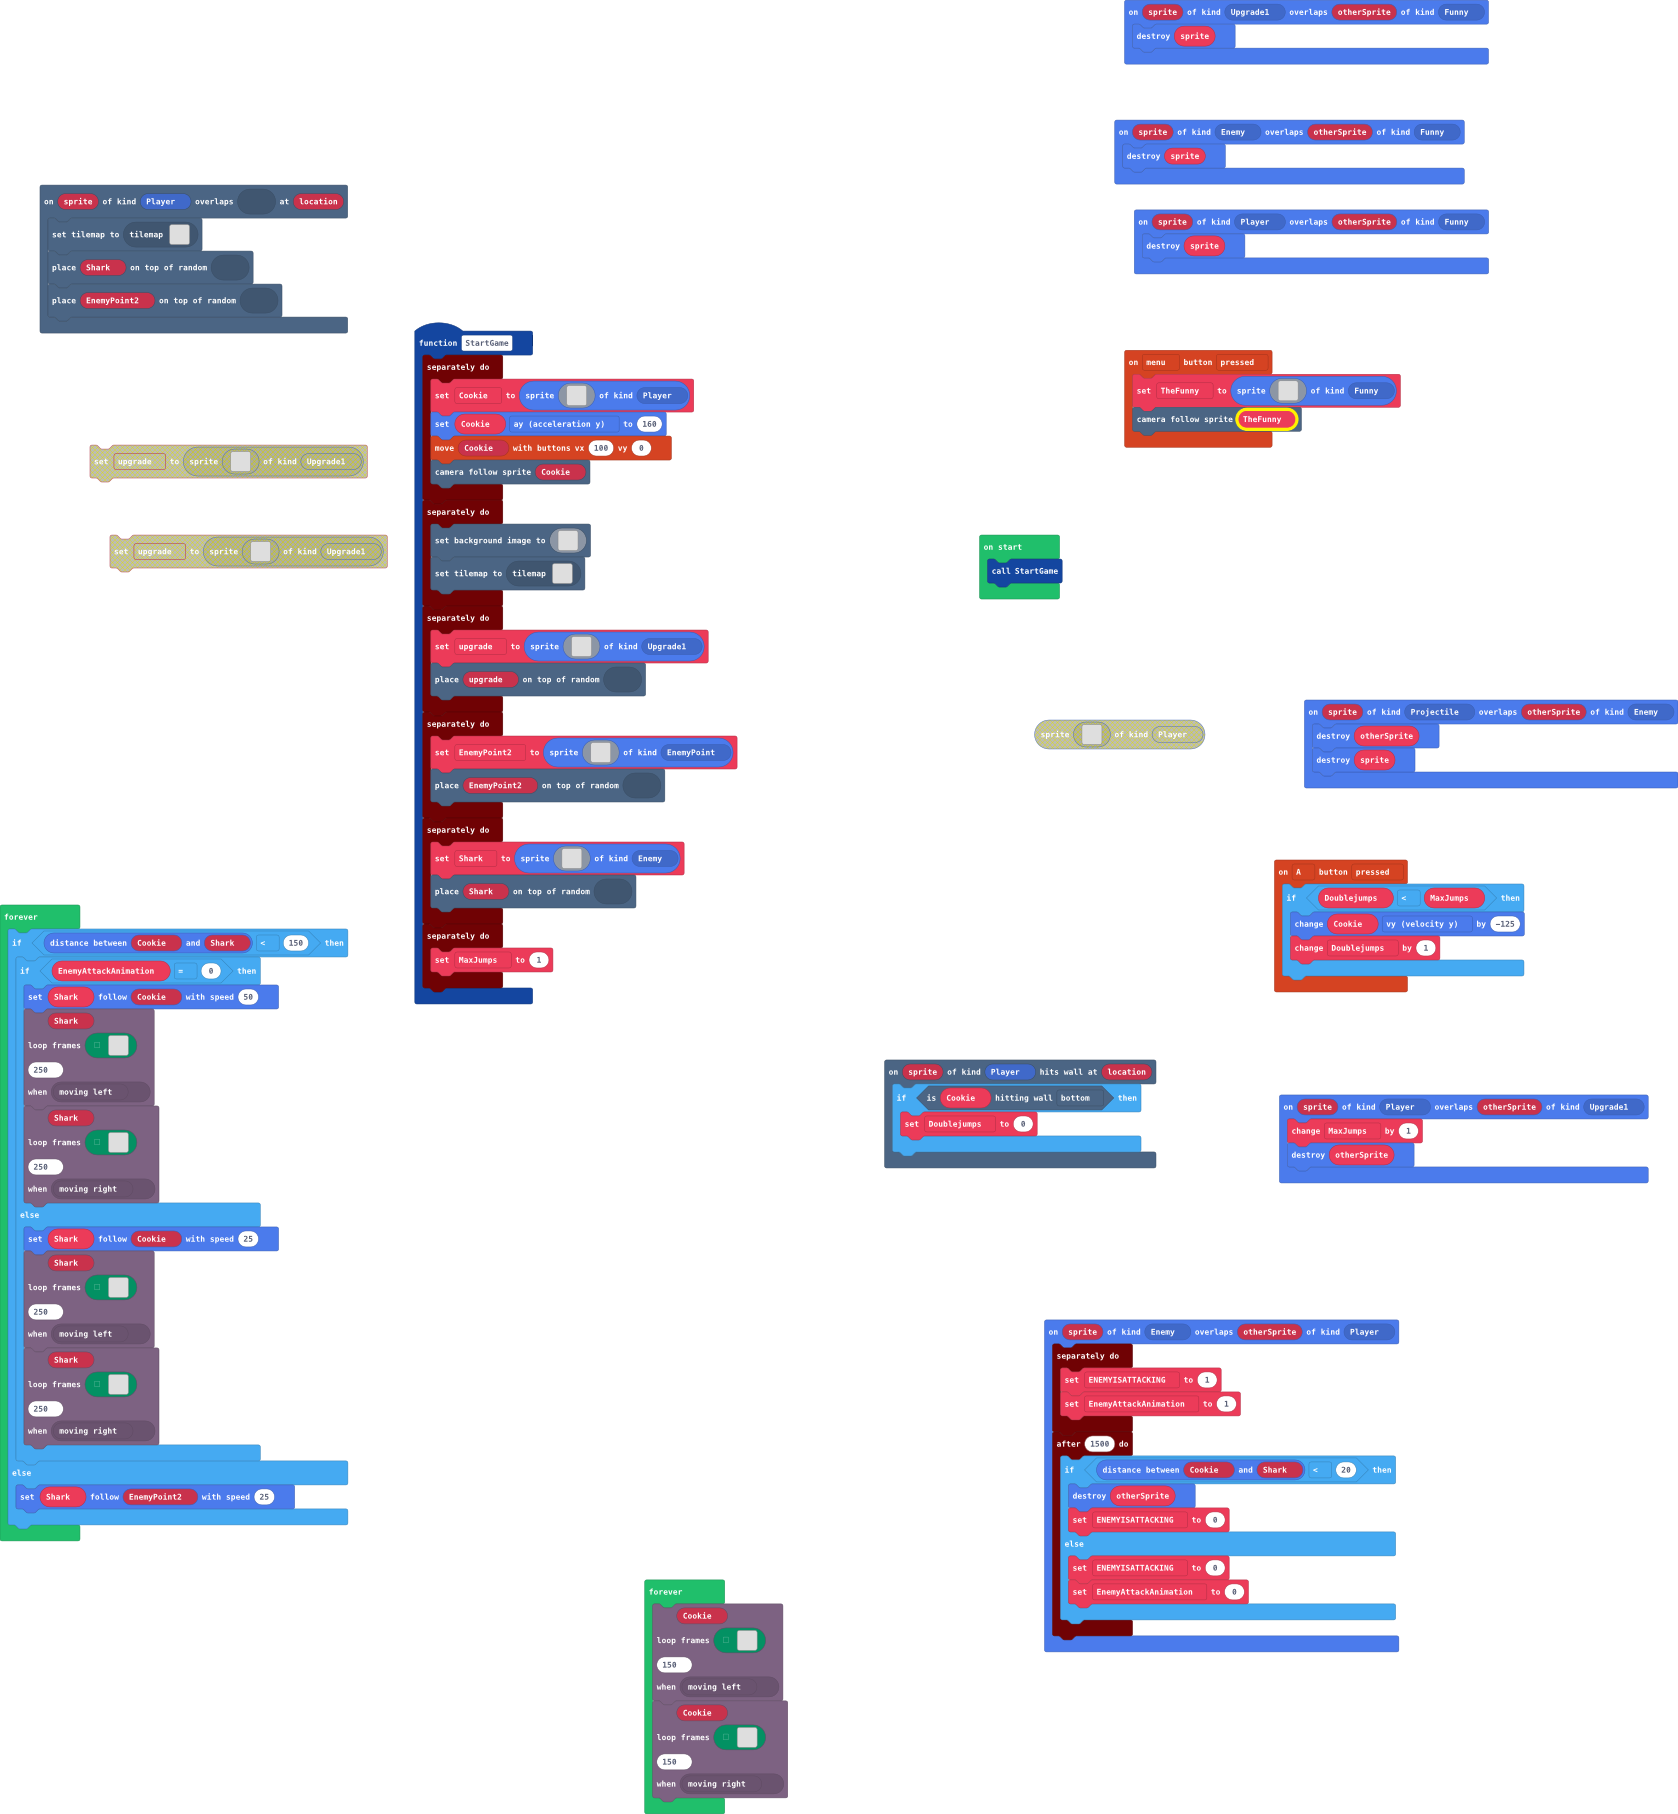 on sprite of kind Upgrade1 overlaps otherSprite of kind Funny
destroy sprite
on sprite of kind Enemy overlaps otherSprite of kind Funny
destroy sprite
on sprite of kind Player overlaps otherSprite of kind Funny
destroy sprite
on sprite of kind Player overlaps at location
set tilemap to tilemap
place Shark on top of random
place EnemyPoint2 on top of random
function StartGame
separately do
set Cookie to sprite of kind Player
set Cookie ay (acceleration y) to 160
move Cookie with buttons vx 100 vy 0
camera follow sprite Cookie
separately do
set background image to
set tilemap to tilemap
separately do
set upgrade to sprite of kind Upgrade1
place upgrade on top of random
separately do
set EnemyPoint2 to sprite of kind EnemyPoint
place EnemyPoint2 on top of random
separately do
set Shark to sprite of kind Enemy
place Shark on top of random
separately do
set MaxJumps to 1
on menu button pressed
set TheFunny to sprite of kind Funny
camera follow sprite TheFunny
set upgrade to sprite of kind Upgrade1
set upgrade to sprite of kind Upgrade1
on start
call StartGame
sprite of kind Player
on sprite of kind Projectile overlaps otherSprite of kind Enemy
destroy otherSprite
destroy sprite
on A button pressed
if Doublejumps < MaxJumps then
change Cookie vy (velocity y) by −125
change Doublejumps by 1
forever
if distance between Cookie and Shark < 150 then
if EnemyAttackAnimation = 0 then
set Shark follow Cookie with speed 50
Shark
loop frames
250
when moving left
Shark
loop frames
250
when moving right
else
set Shark follow Cookie with speed 25
Shark
loop frames
250
when moving left
Shark
loop frames
250
when moving right
else
set Shark follow EnemyPoint2 with speed 25
on sprite of kind Player hits wall at location
if is Cookie hitting wall bottom then
set Doublejumps to 0
on sprite of kind Player overlaps otherSprite of kind Upgrade1
change MaxJumps by 1
destroy otherSprite
on sprite of kind Enemy overlaps otherSprite of kind Player
separately do
set ENEMYISATTACKING to 1
set EnemyAttackAnimation to 1
after 1500 do
if distance between Cookie and Shark < 20 then
destroy otherSprite
set ENEMYISATTACKING to 0
else
set ENEMYISATTACKING to 0
set EnemyAttackAnimation to 0
forever
Cookie
loop frames
150
when moving left
Cookie
loop frames
150
when moving right